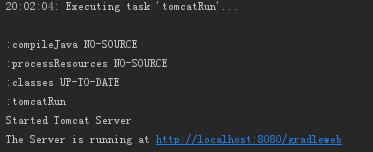 20:02:04: Executing task 'tomcatRun'...
:compileJava NO-SOURCE
:processResources NO-SOURCE
:classes UP-TO-DATE
:tomcatRun
Started Tomcat Server
The Server is running at http://localhost:8080/gradleweb